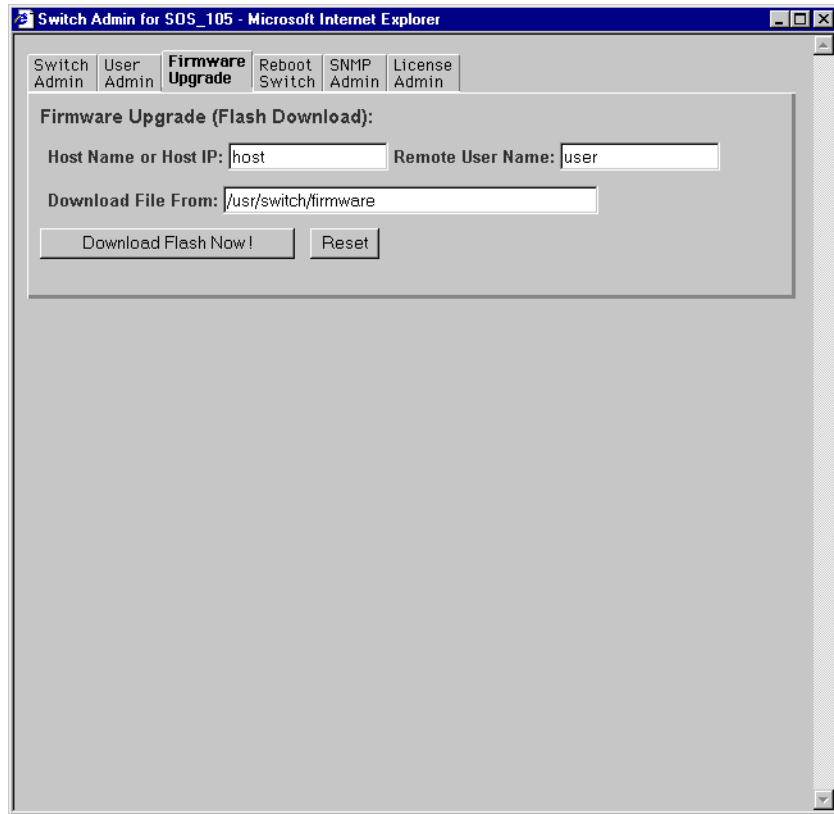 Switch Admin for SOS_105 - Microsoft Internet Explorer
Switch Admin User Admin Firmware Upgrade Reboot Switch SNMP Admin License Admin
Firmware Upgrade (Flash Download):
Host Name or Host IP: host Remote User Name: user
Download File From: /usr/switch/firmware
Download Flash Now! Reset